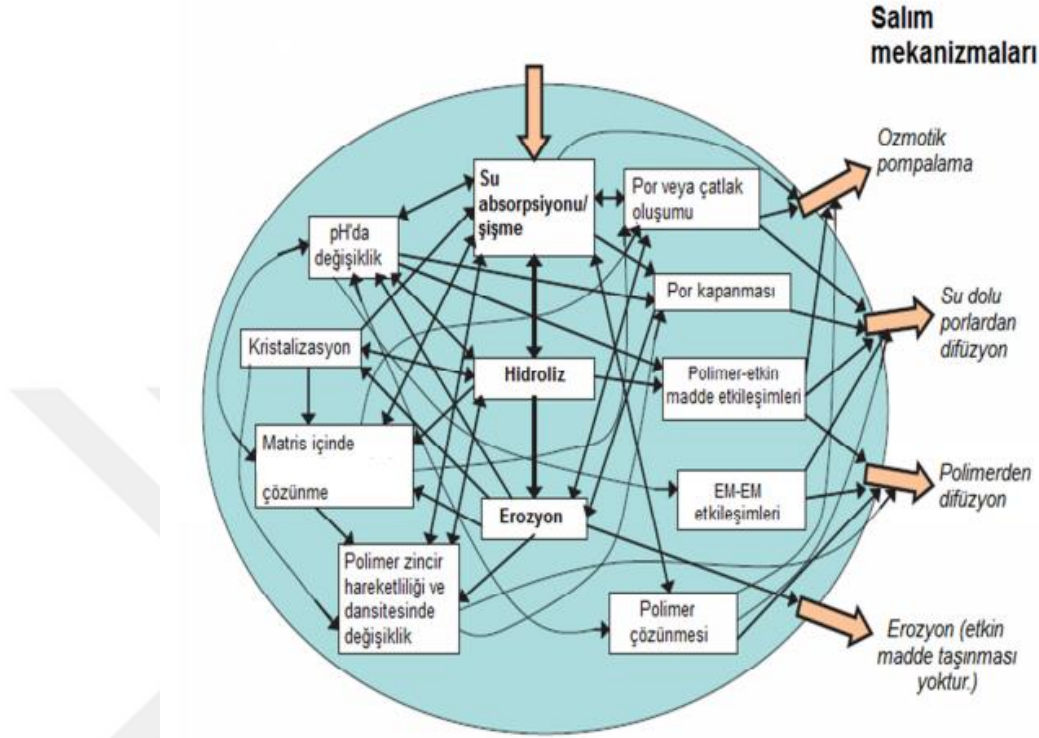 Salım
mekanizmaları
Ozmotik
pompalama
Su
absorpsiyonu/
şişme
Por veya çatlak
oluşumu
pH'da
değişiklik
Por kapanması
Su dolu
porlardan
difüzyon
Kristalizasyon
Hidroliz
Polimer-etkin
madde etkileşimleri
Matris içinde
çözünme
Polimerden
difüzyon
EM-EM
etkileşimleri
Erozyon
Polimer zincir
hareketliliği ve
dansitesinde
değişiklik
Polimer
çözünmesi
Erozyon (etkin
madde taşınması
yoktur.)